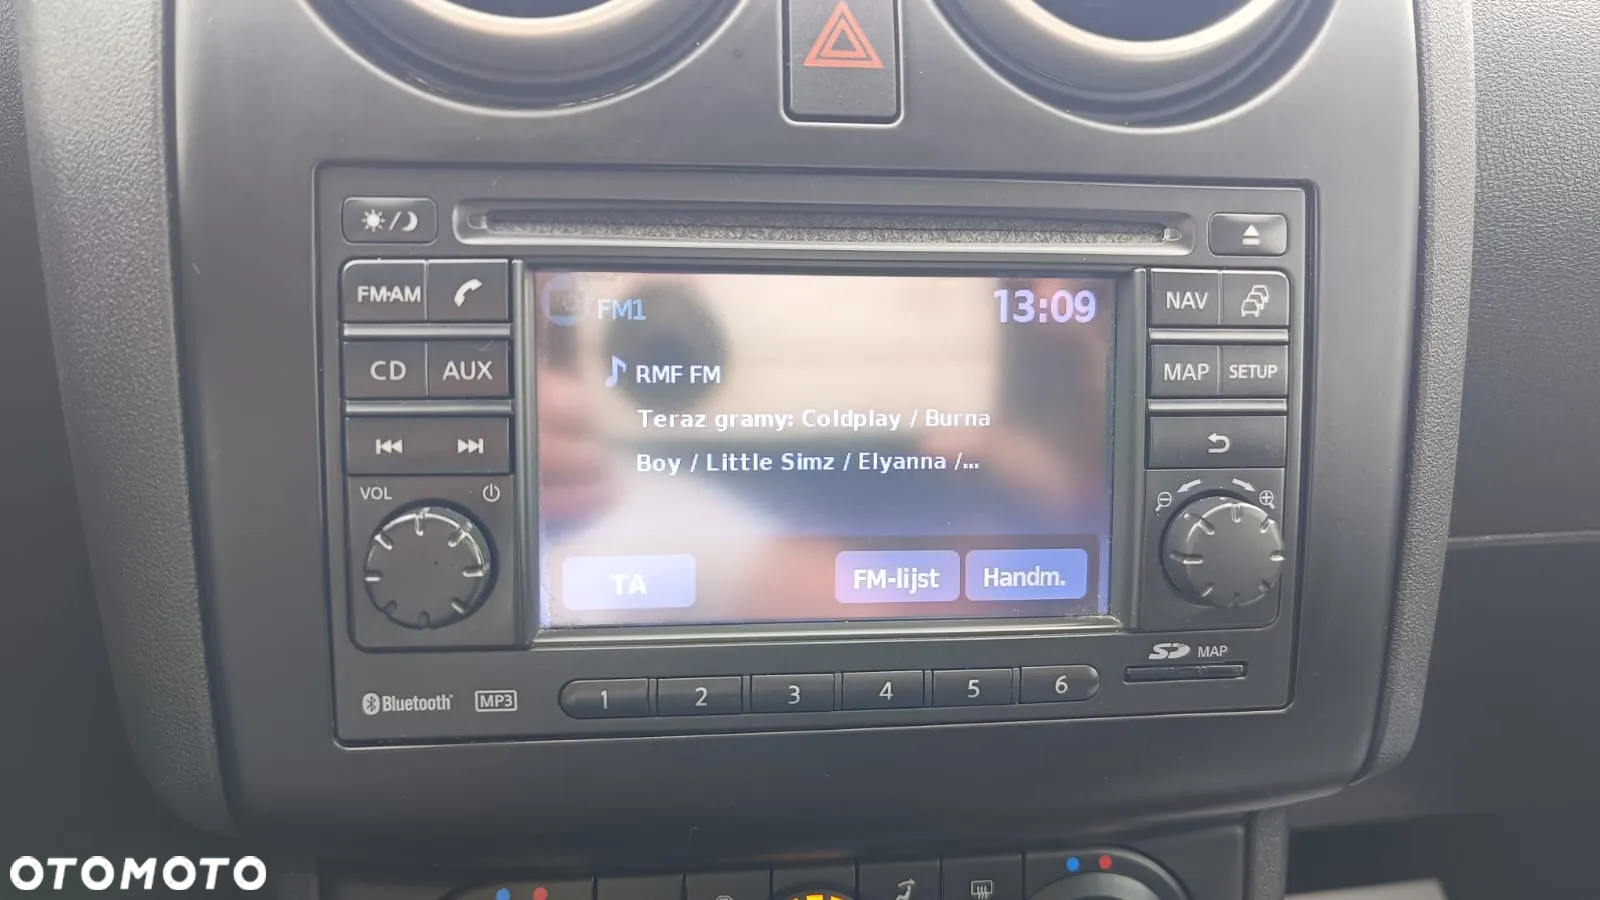 FM·AM
CD
AUX
VOL
FM1
13:09
RMF FM
Teraz gramy: Coldplay / Burna
Boy / Little Simz / Elyanna /...
TA
FM-lijst
Handm.
NAV
MAP
SETUP
SD MAP
Bluetooth
MP3
1
2
3
4
5
6
OTOMOTO